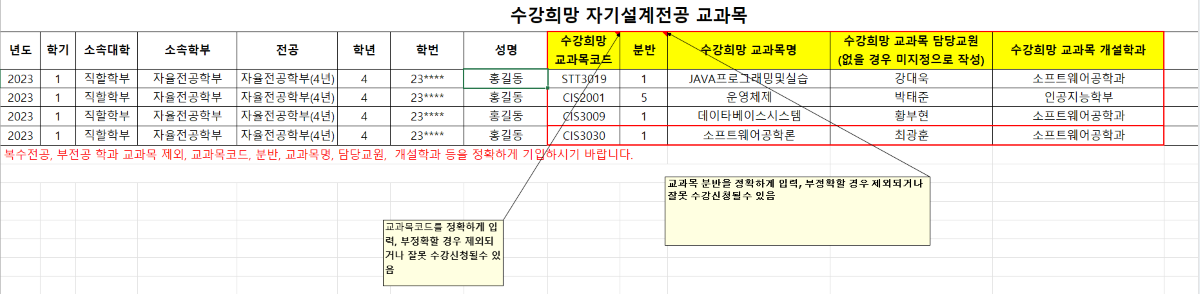 수강희망 자기설계전공 교과목
년도 학기 소속대학 소속학부 전공 학년 학번 성명 수강희망 교과목코드 분반 수강희망 교과목명 수강희망 교과목 담당교원 (없을 경우 미지정으로 작성) 수강희망 교과목 개설학과
2023 1 직할학부 자율전공학부 자율전공학부(4년) 4 23**** 홍길동 STT3019 1 JAVA프로그래밍및실습 강대욱 소프트웨어공학과
2023 1 직할학부 자율전공학부 자율전공학부(4년) 4 23**** 홍길동 CIS2001 5 운영체제 박태준 인공지능학부
2023 1 직할학부 자율전공학부 자율전공학부(4년) 4 23**** 홍길동 CIS3009 1 데이타베이스시스템 황부현 소프트웨어공학과
2023 1 직할학부 자율전공학부 자율전공학부(4년) 4 23**** 홍길동 CIS3030 1 소프트웨어공학론 최광훈 소프트웨어공학과
복수전공, 부전공 학과 교과목 제외, 교과목코드, 분반, 교과목명, 담당교원, 개설학과 등을 정확하게 기입하시기 바랍니다.
교과목 분반을 정확하게 입력, 부정확할 경우 제외되거나
잘못 수강신청될수 있음
교과목코드를 정확하게 입
력, 부정확할 경우 제외되
거나 잘못 수강신청될수 있
음